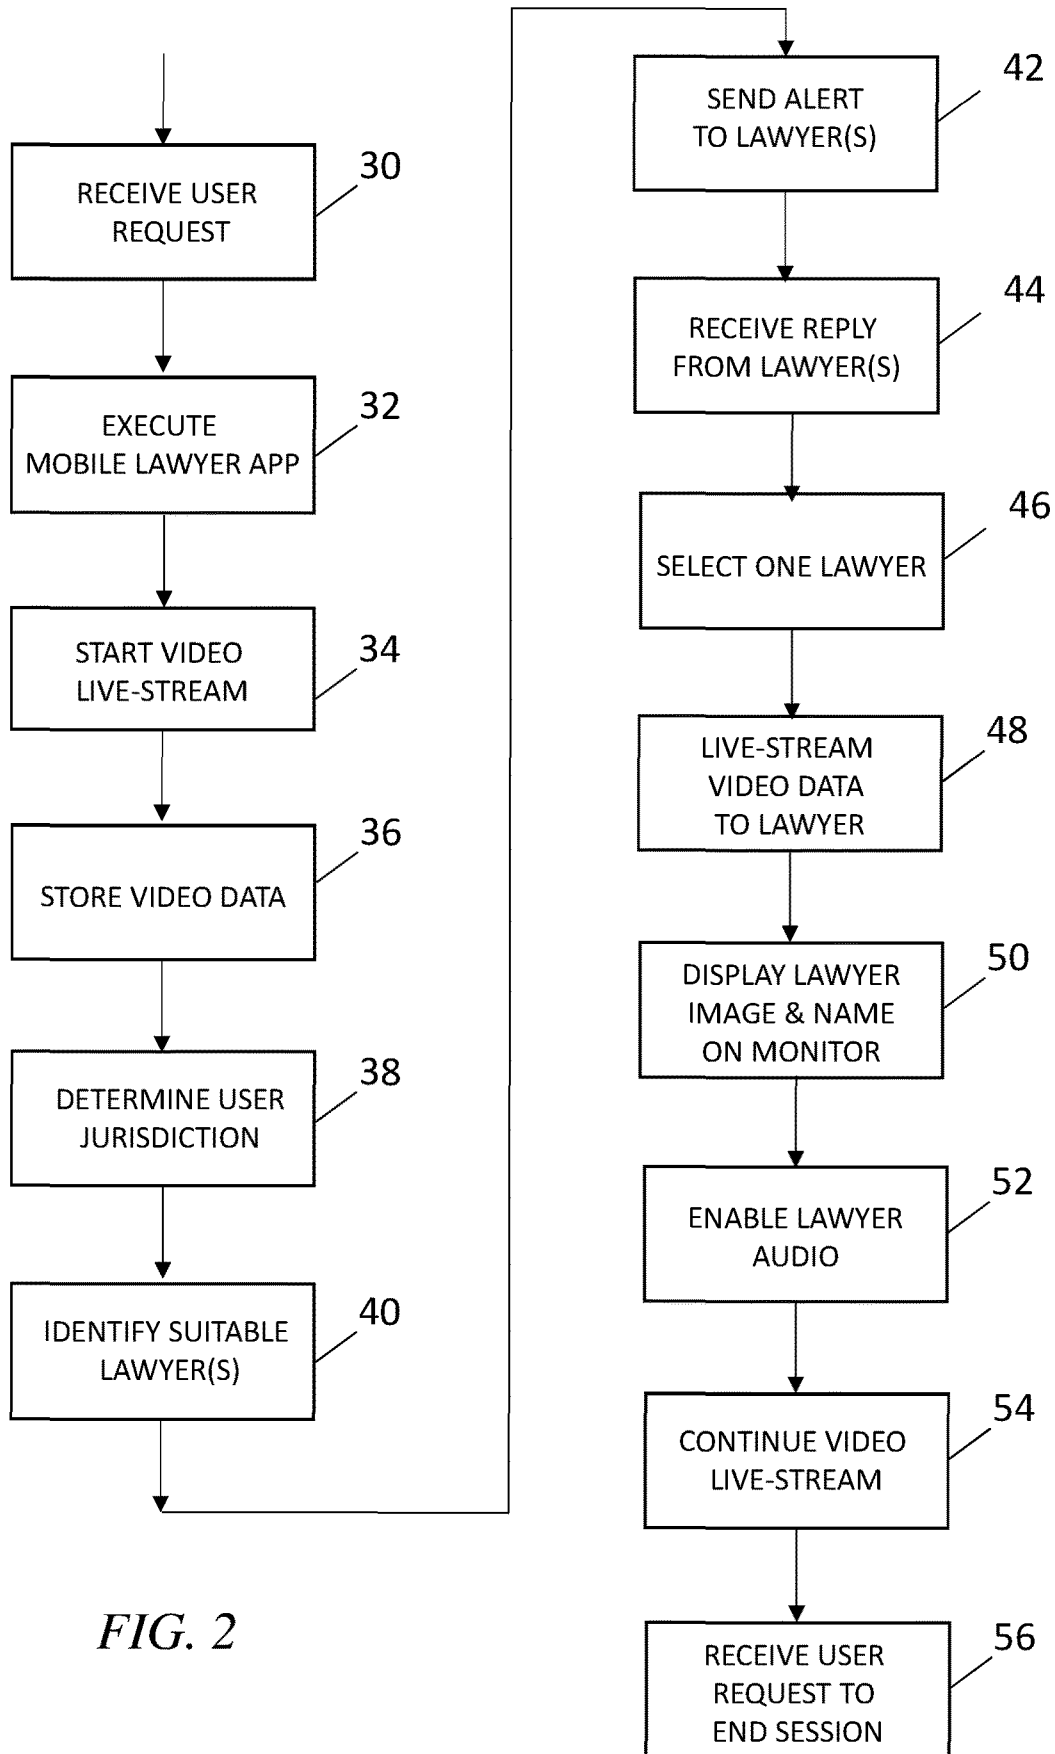 RECEIVE USER
REQUEST
30
EXECUTE
MOBILE LAWYER APP
32
START VIDEO
LIVE-STREAM
34
STORE VIDEO DATA
36
DETERMINE USER
JURISDICTION
38
IDENTIFY SUITABLE
LAWYER(S)
40
SEND ALERT
TO LAWYER(S)
42
RECEIVE REPLY
FROM LAWYER(S)
44
SELECT ONE LAWYER
46
LIVE-STREAM
VIDEO DATA
TO LAWYER
48
DISPLAY LAWYER
IMAGE & NAME
ON MONITOR
50
ENABLE LAWYER
AUDIO
52
CONTINUE VIDEO
LIVE-STREAM
54
RECEIVE USER
REQUEST TO
END SESSION
56
FIG. 2